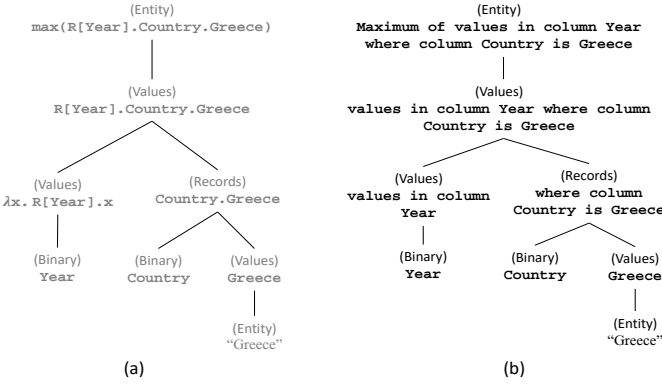 (Entity)
max(R[Year].Country.Greece)
(Values)
R[Year].Country.Greece
(Values)
λx.R[Year].x
(Records)
Country.Greece
(Binary)
Year
(Binary)
Country
(Values)
Greece
(Entity)
“Greece”
(a)
(Entity)
Maximum of values in column Year
where column Country is Greece
(Values)
values in column Year where column
Country is Greece
(Values)
values in column
Year
(Records)
where column
Country is Greece
(Binary)
Year
(Binary)
Country
(Values)
Greece
(Entity)
“Greece”
(b)